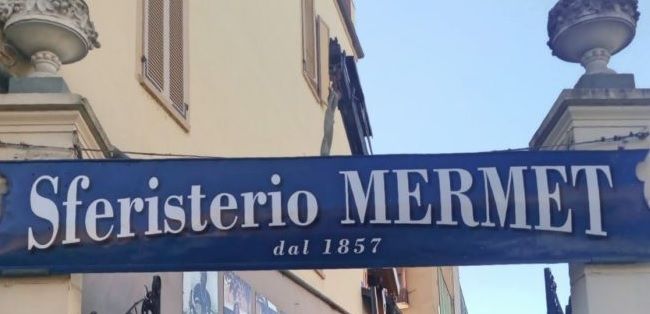 Sferisterio MERMET
dal 1857